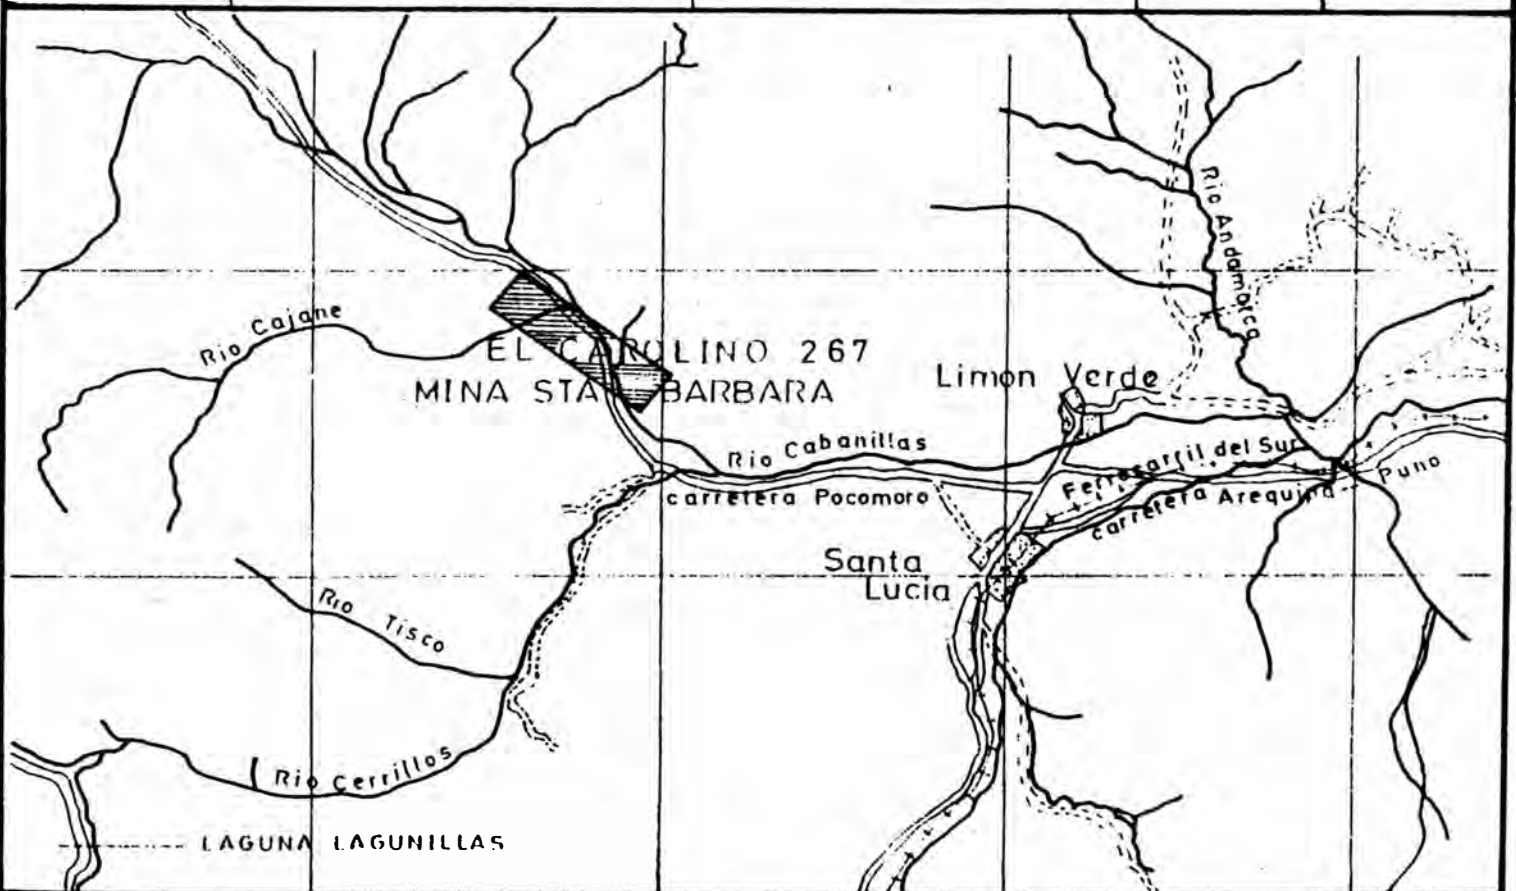 Rio Andamarca
Rio Cajane
EL CAROLINO 267
MINA STA BARBARA
Limon Verde
Rio Cabanillas
Ferrocarril del Sur
carretera Pocomoro
carretera Arequipa - Puno
Santa
Lucia
Rio Tisco
Rio Cerrillos
LAGUNA LAGUNILLAS